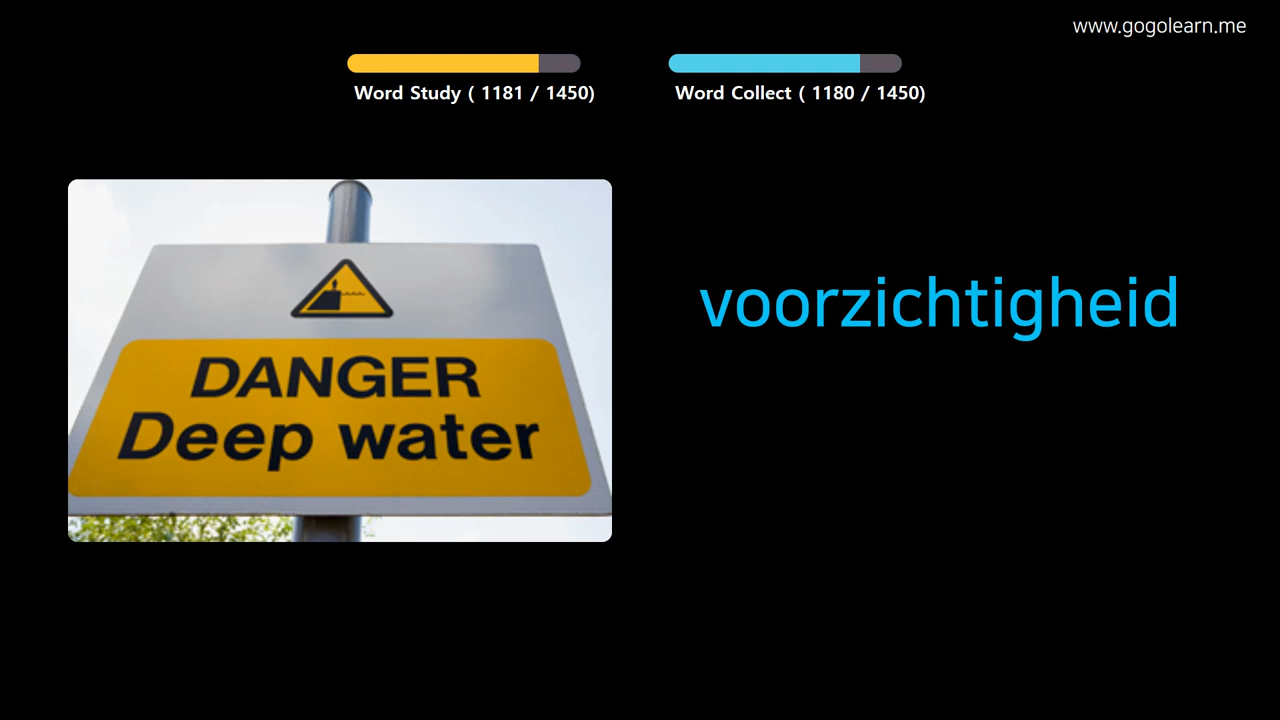 www.gogolearn.me
Word Study ( 1181 / 1450)
Word Collect ( 1180 / 1450)
DANGER
Deep water
voorzichtigheid